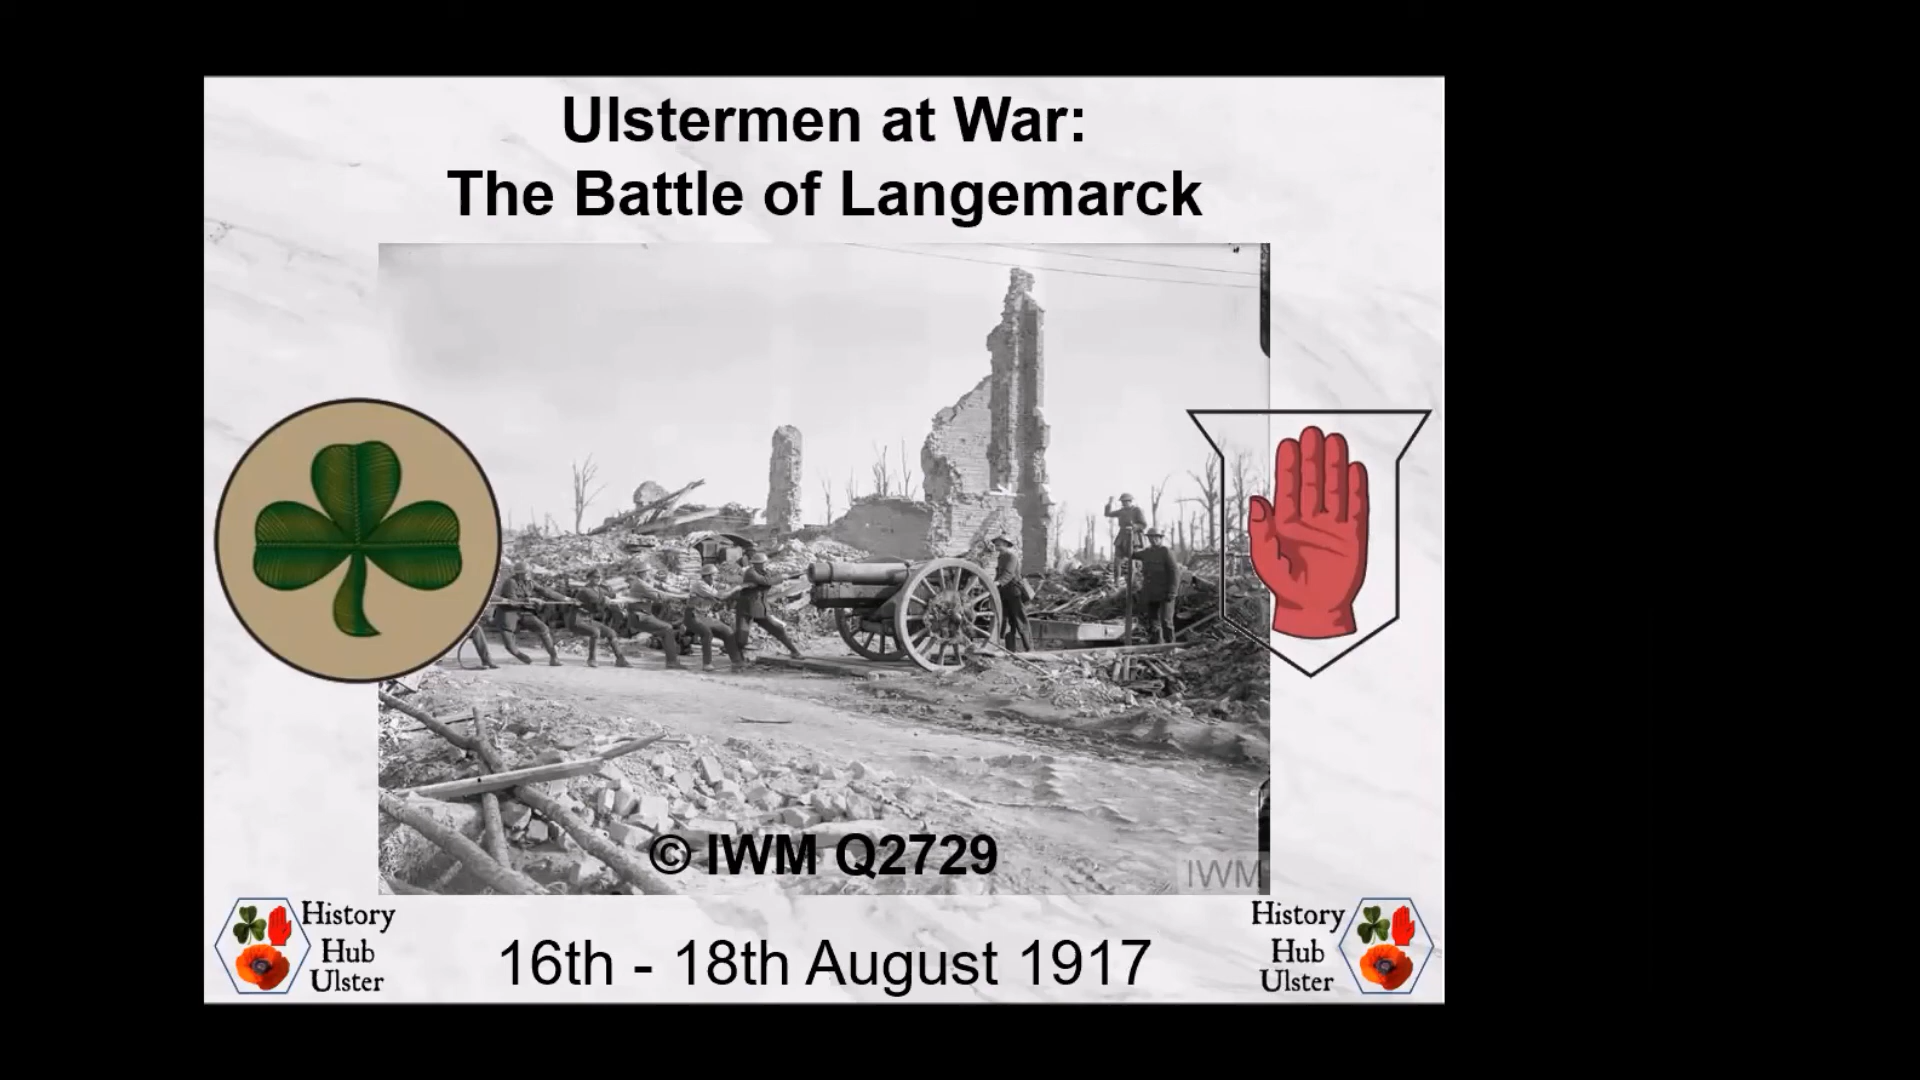 Ulstermen at War:
The Battle of Langemarck
© IWM Q2729
IWM
History
Hub
Ulster
16th - 18th August 1917
History
Hub
Ulster